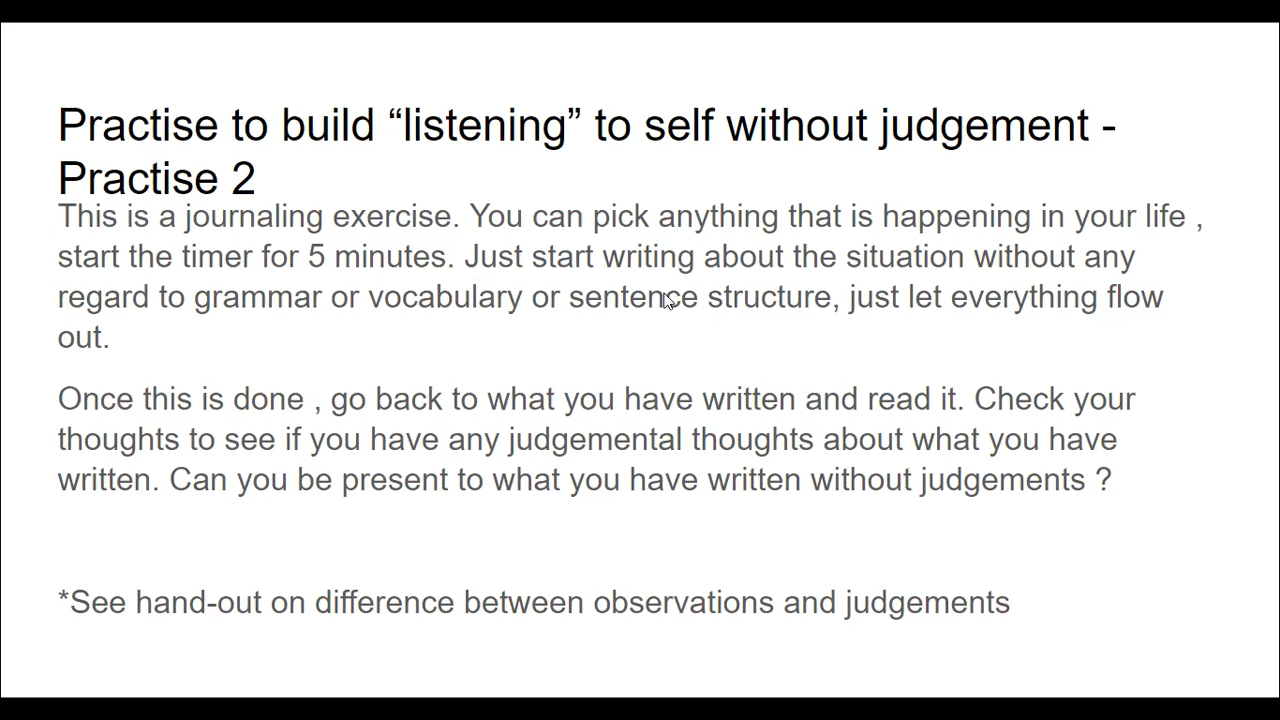 Practise to build “listening” to self without judgement -
Practise 2
This is a journaling exercise. You can pick anything that is happening in your life ,
start the timer for 5 minutes. Just start writing about the situation without any
regard to grammar or vocabulary or sentence structure, just let everything flow
out.
Once this is done , go back to what you have written and read it. Check your
thoughts to see if you have any judgemental thoughts about what you have
written. Can you be present to what you have written without judgements ?
*See hand-out on difference between observations and judgements